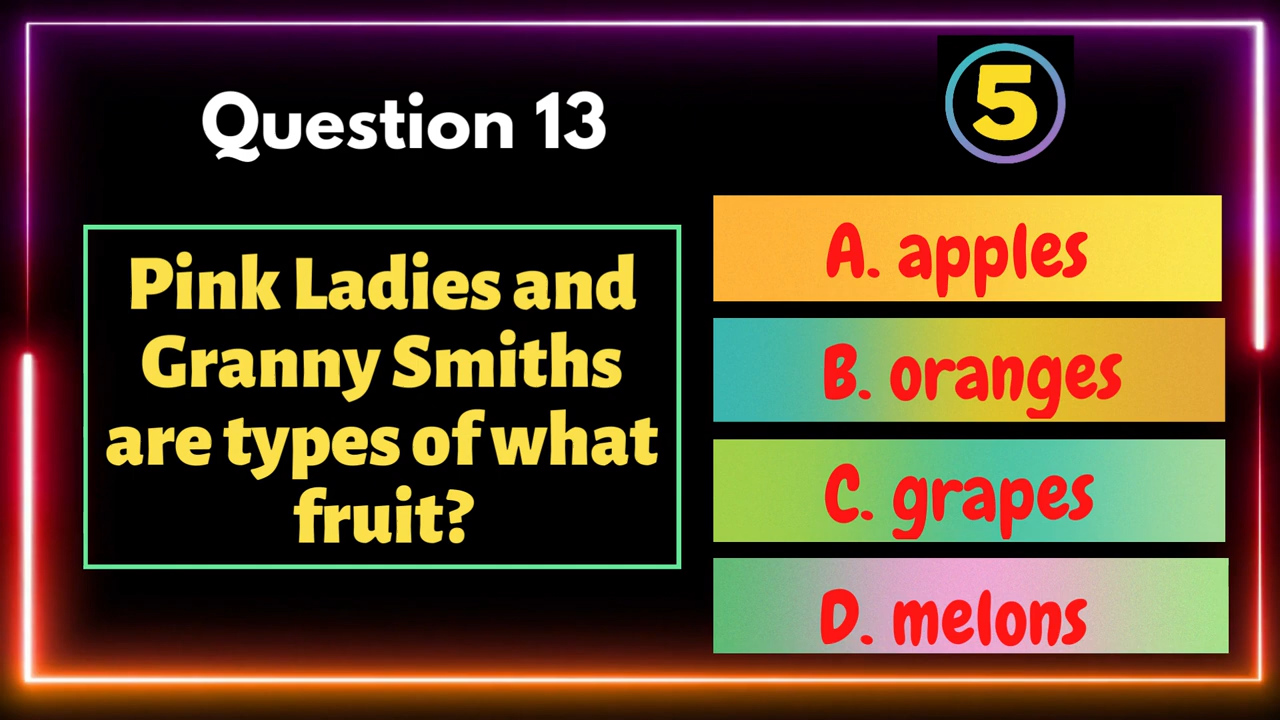 Question 13
5
Pink Ladies and
Granny Smiths
are types of what
fruit?
A. apples
B. oranges
C. grapes
D. melons